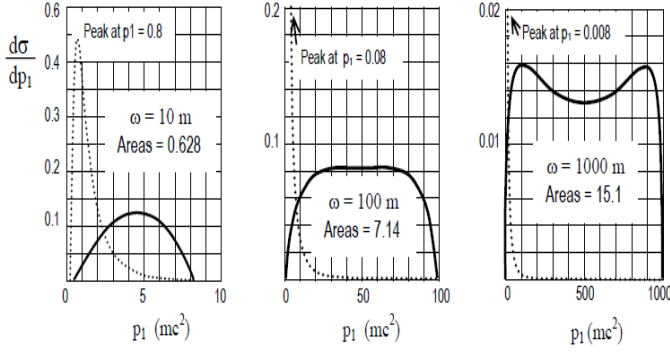 dσ
dp₁
0.6
0.5
0.4
0.3
0.2
0.1
Peak at p1 = 0.8
ω = 10 m
Areas = 0.628
0
5
10
p₁ (mc²)
0.2
0.1
Peak at
p₁ = 0.08
ω = 100 m
Areas = 7.14
0
50
100
p₁ (mc²)
0.02
0.01
Peak at p₁ = 0.008
ω = 1000 m
Areas = 15.1
0
500
1000
p₁(mc²)